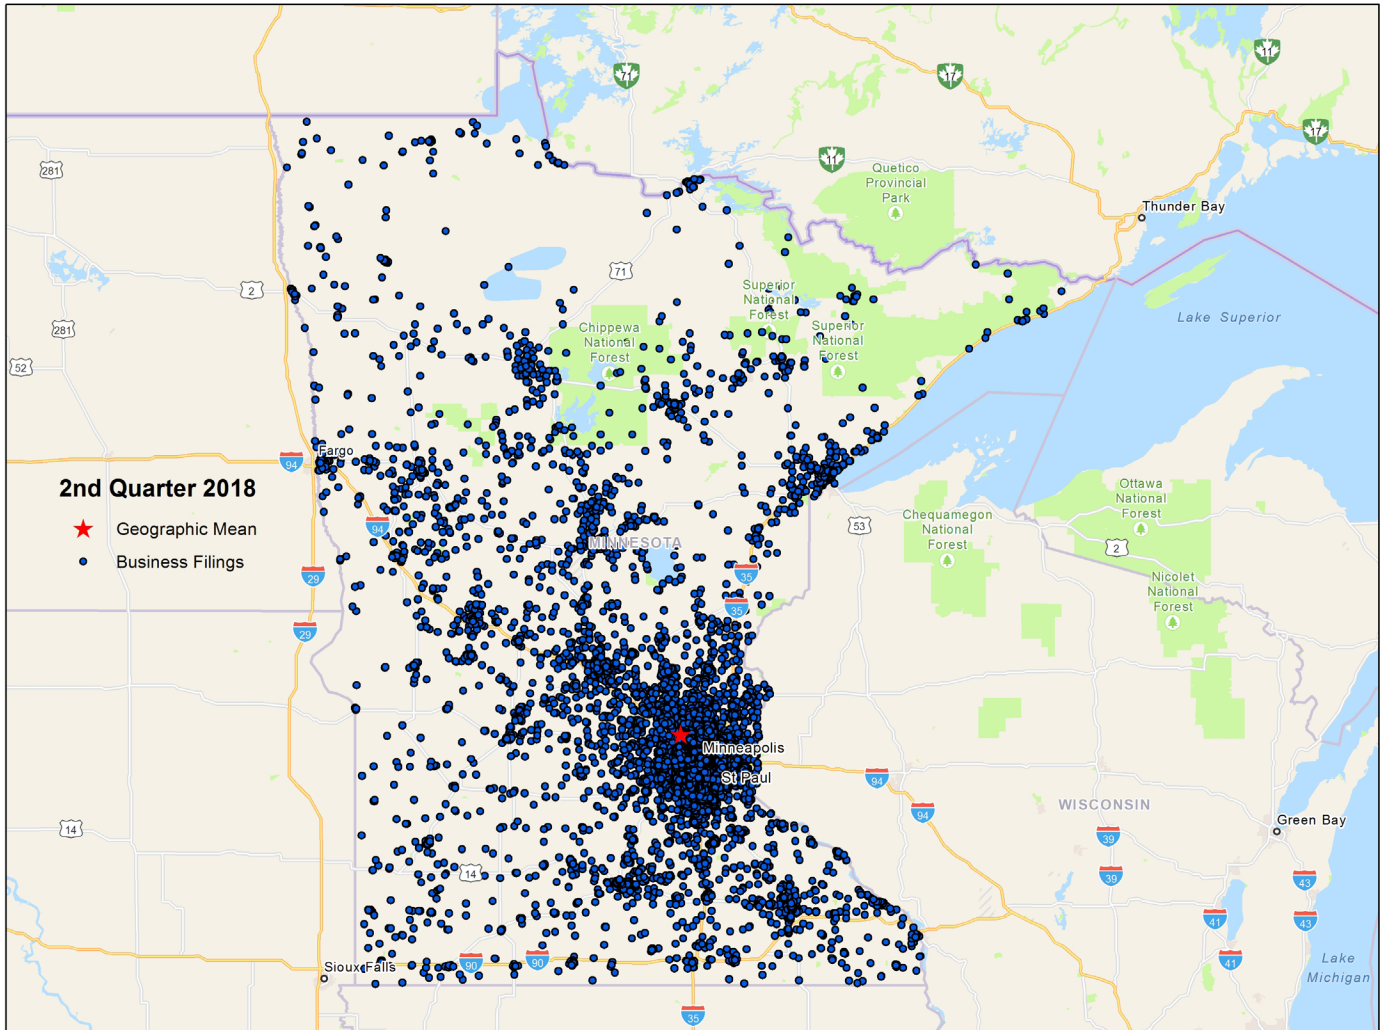 71
17
11
17
11
281
Quetico
Provincial
Park
Thunder Bay
2
71
Superior
National
Forest
281
Chippewa
National
Forest
Superior
National
Forest
Lake Superior
52
Fargo
94
2nd Quarter 2018
Geographic Mean
Business Filings
94
MINNESOTA
53
Chequamegon
National
Forest
Ottawa
National
Forest
2
29
35
Nicolet
National
Forest
35
29
Minneapolis
St Paul
94
WISCONSIN
94
14
Green Bay
39
14
39
43
41
43
Sioux Falls
90
90
41
Lake
Michigan
35